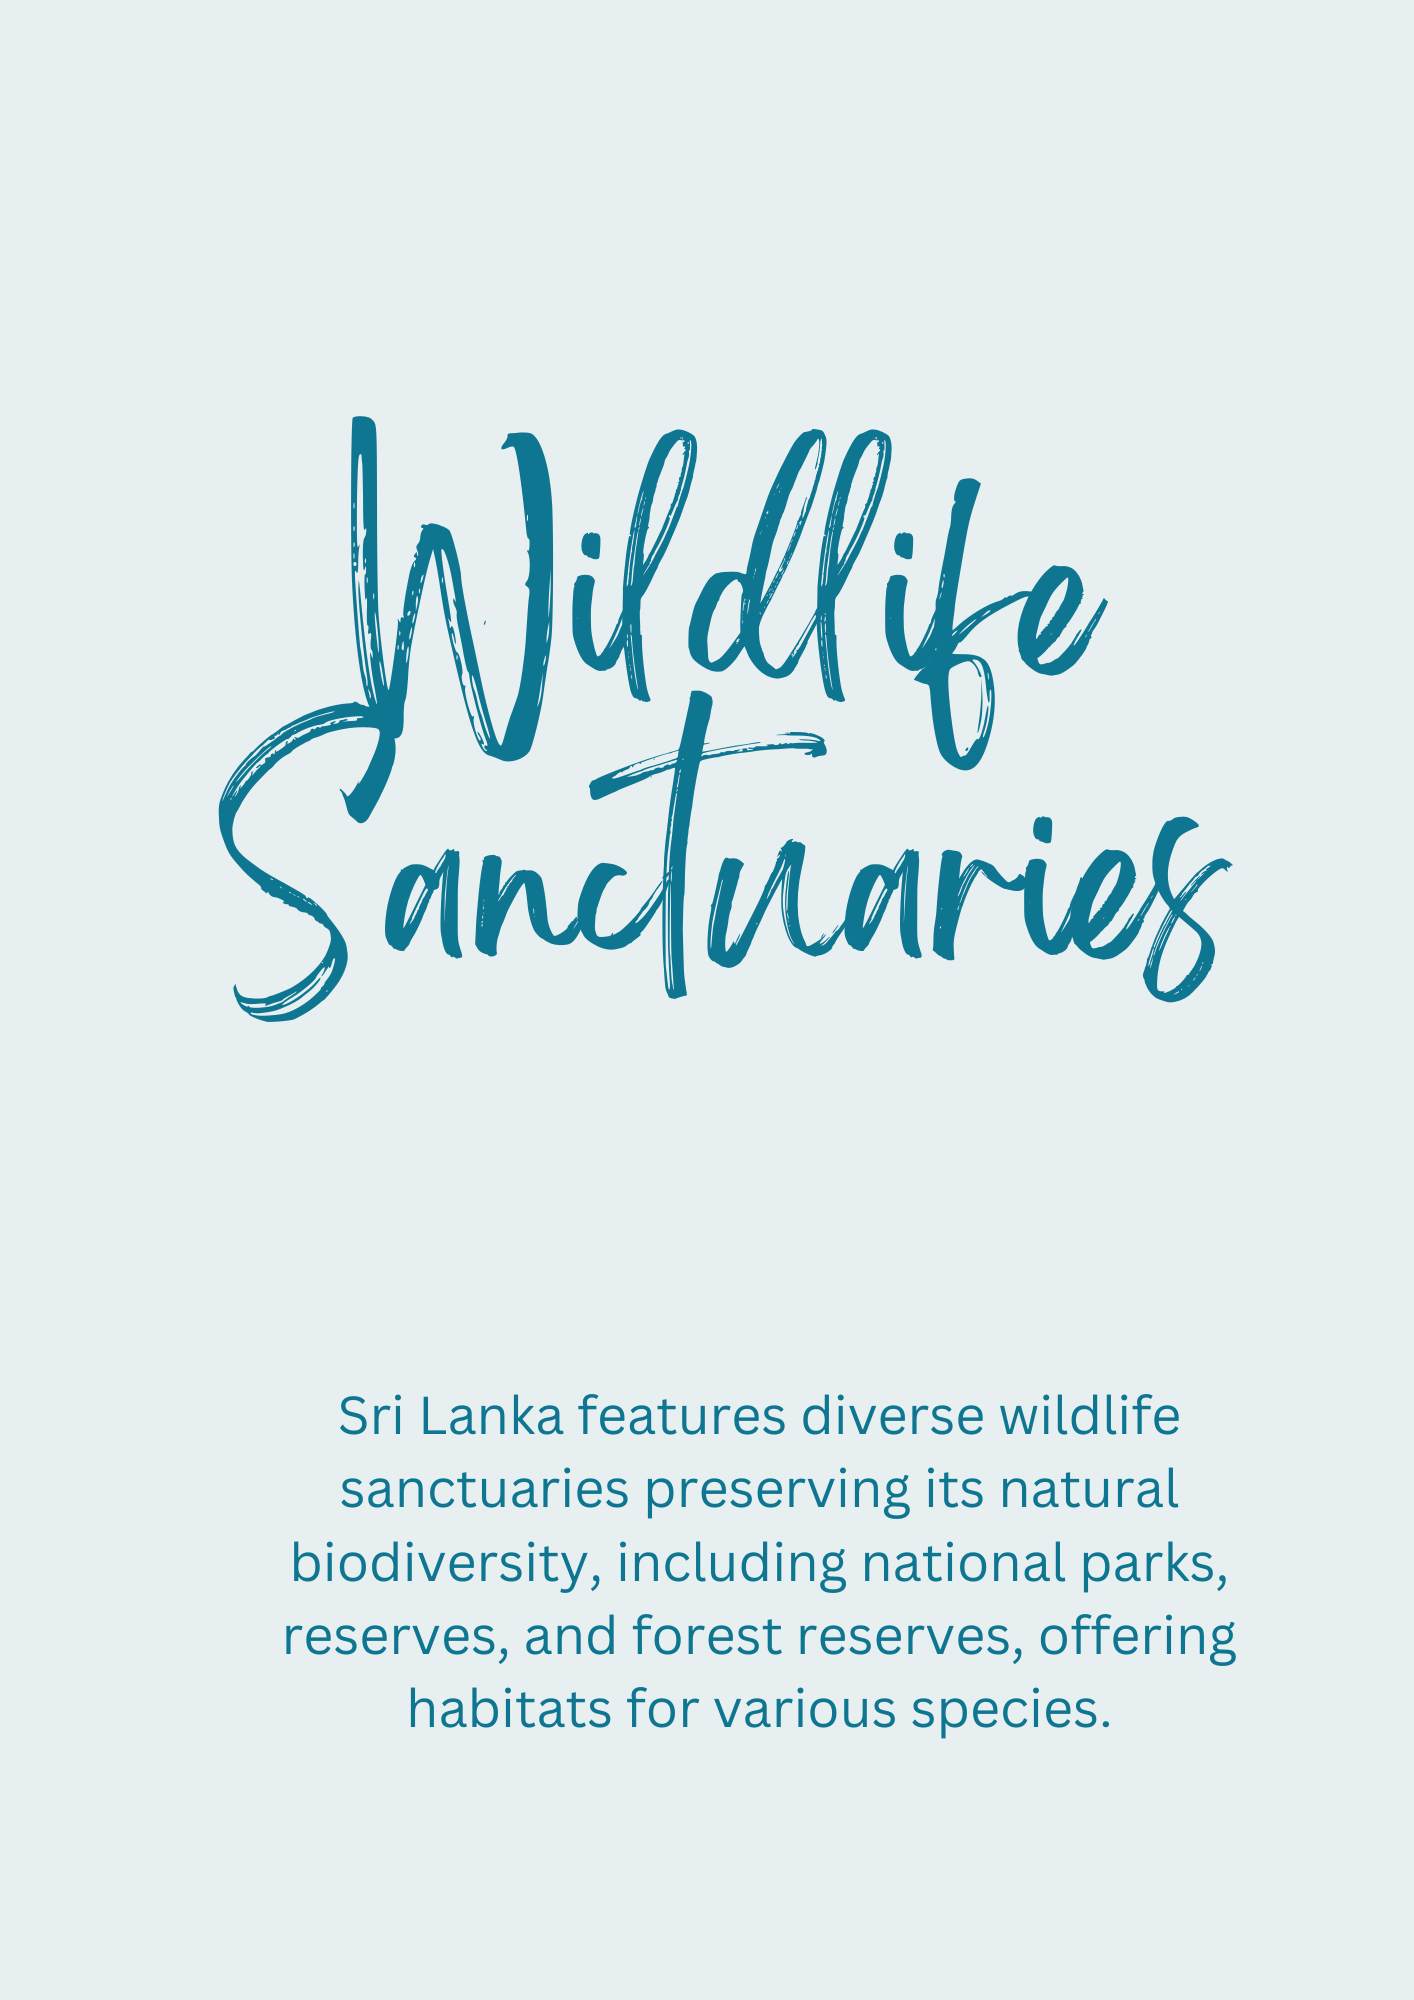 Wildlife
Sanctuaries
Sri Lanka features diverse wildlife
sanctuaries preserving its natural
biodiversity, including national parks,
reserves, and forest reserves, offering
habitats for various species.